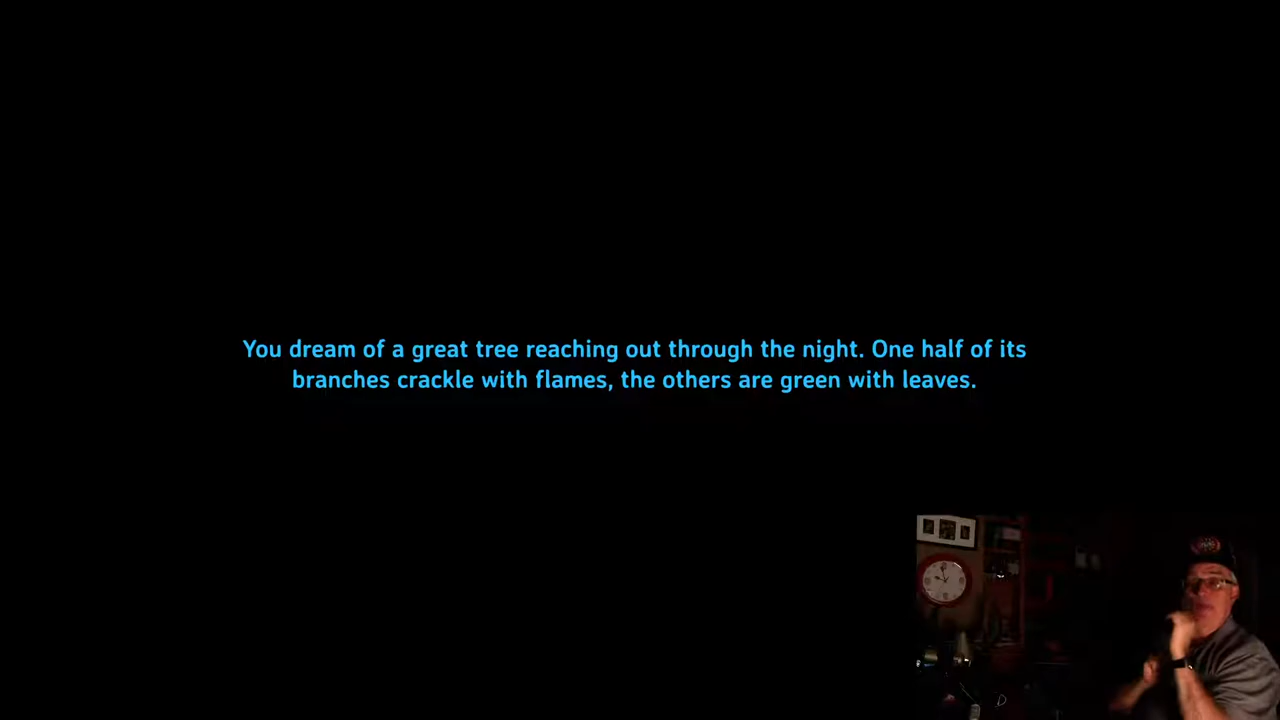 You dream of a great tree reaching out through the night. One half of its
branches crackle with flames, the others are green with leaves.